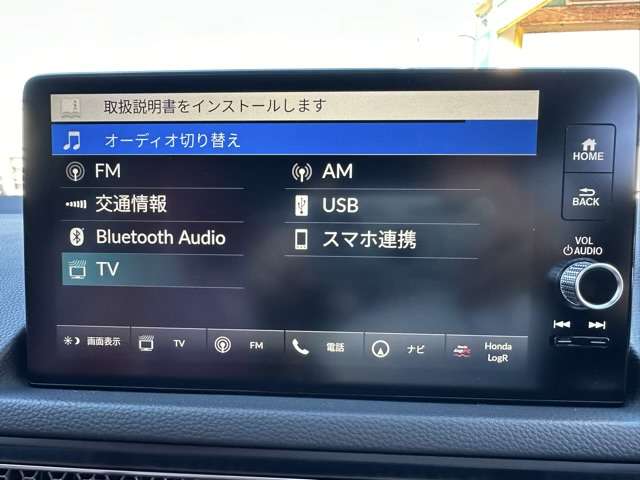 取扱説明書をインストールします
オーディオ切り替え
FM
AM
交通情報
USB
Bluetooth Audio
スマホ連携
TV
画面表示
TV
FM
電話
ナビ
Honda
LogR
HOME
BACK
VOL
AUDIO